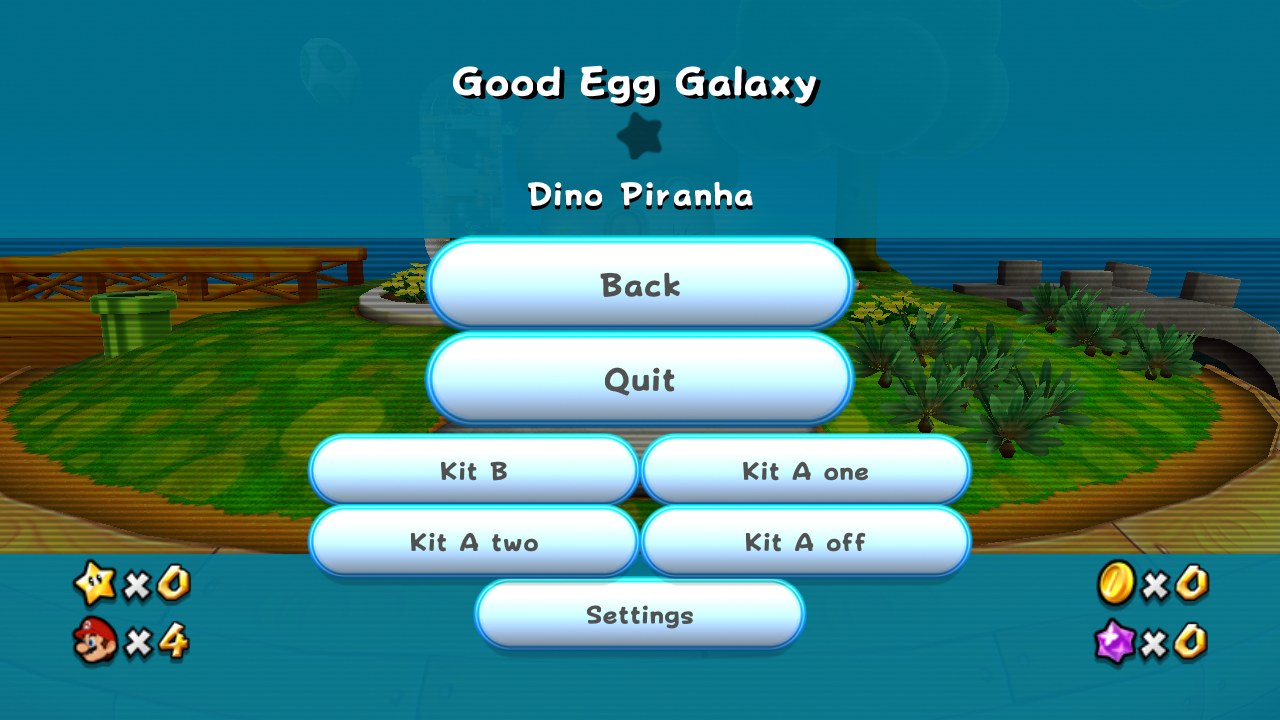 Good Egg Galaxy
Dino Piranha
Back
Quit
Kit B
Kit A one
Kit A two
Kit A off
Settings
×0
×4
×0
×0